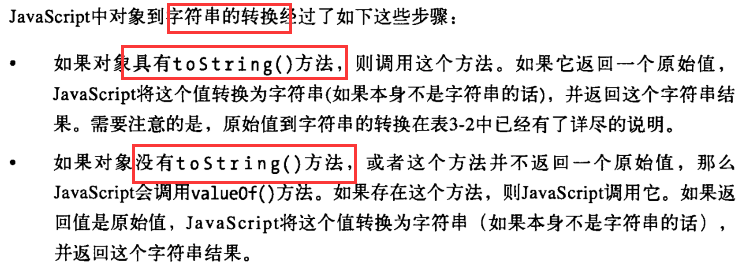 JavaScript中对象到字符串的转换经过了如下这些步骤：
• 如果对象具有toString()方法，则调用这个方法。如果它返回一个原始值，
JavaScript将这个值转换为字符串(如果本身不是字符串的话)，并返回这个字符串结
果。需要注意的是，原始值到字符串的转换在表3-2中已经有了详尽的说明。
• 如果对象没有toString()方法，或者这个方法并不返回一个原始值，那么
JavaScript会调用valueOf()方法。如果存在这个方法，则JavaScript调用它。如果返
回值是原始值，JavaScript将这个值转换为字符串（如果本身不是字符串的话），
并返回这个字符串结果。